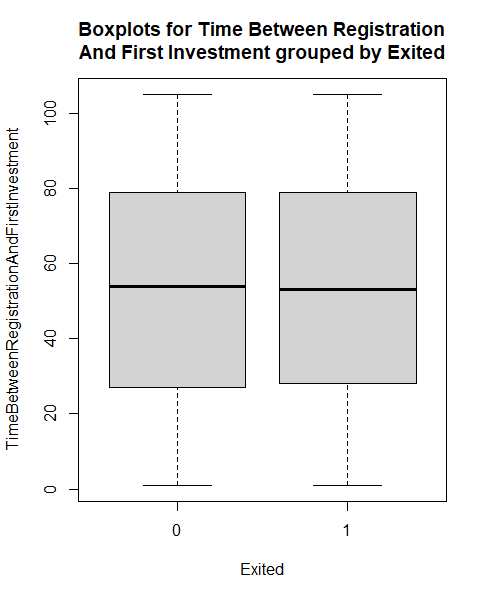 Boxplots for Time Between Registration
And First Investment grouped by Exited
TimeBetweenRegistrationAndFirstInvestment
100
80
60
40
20
0
0 1
Exited